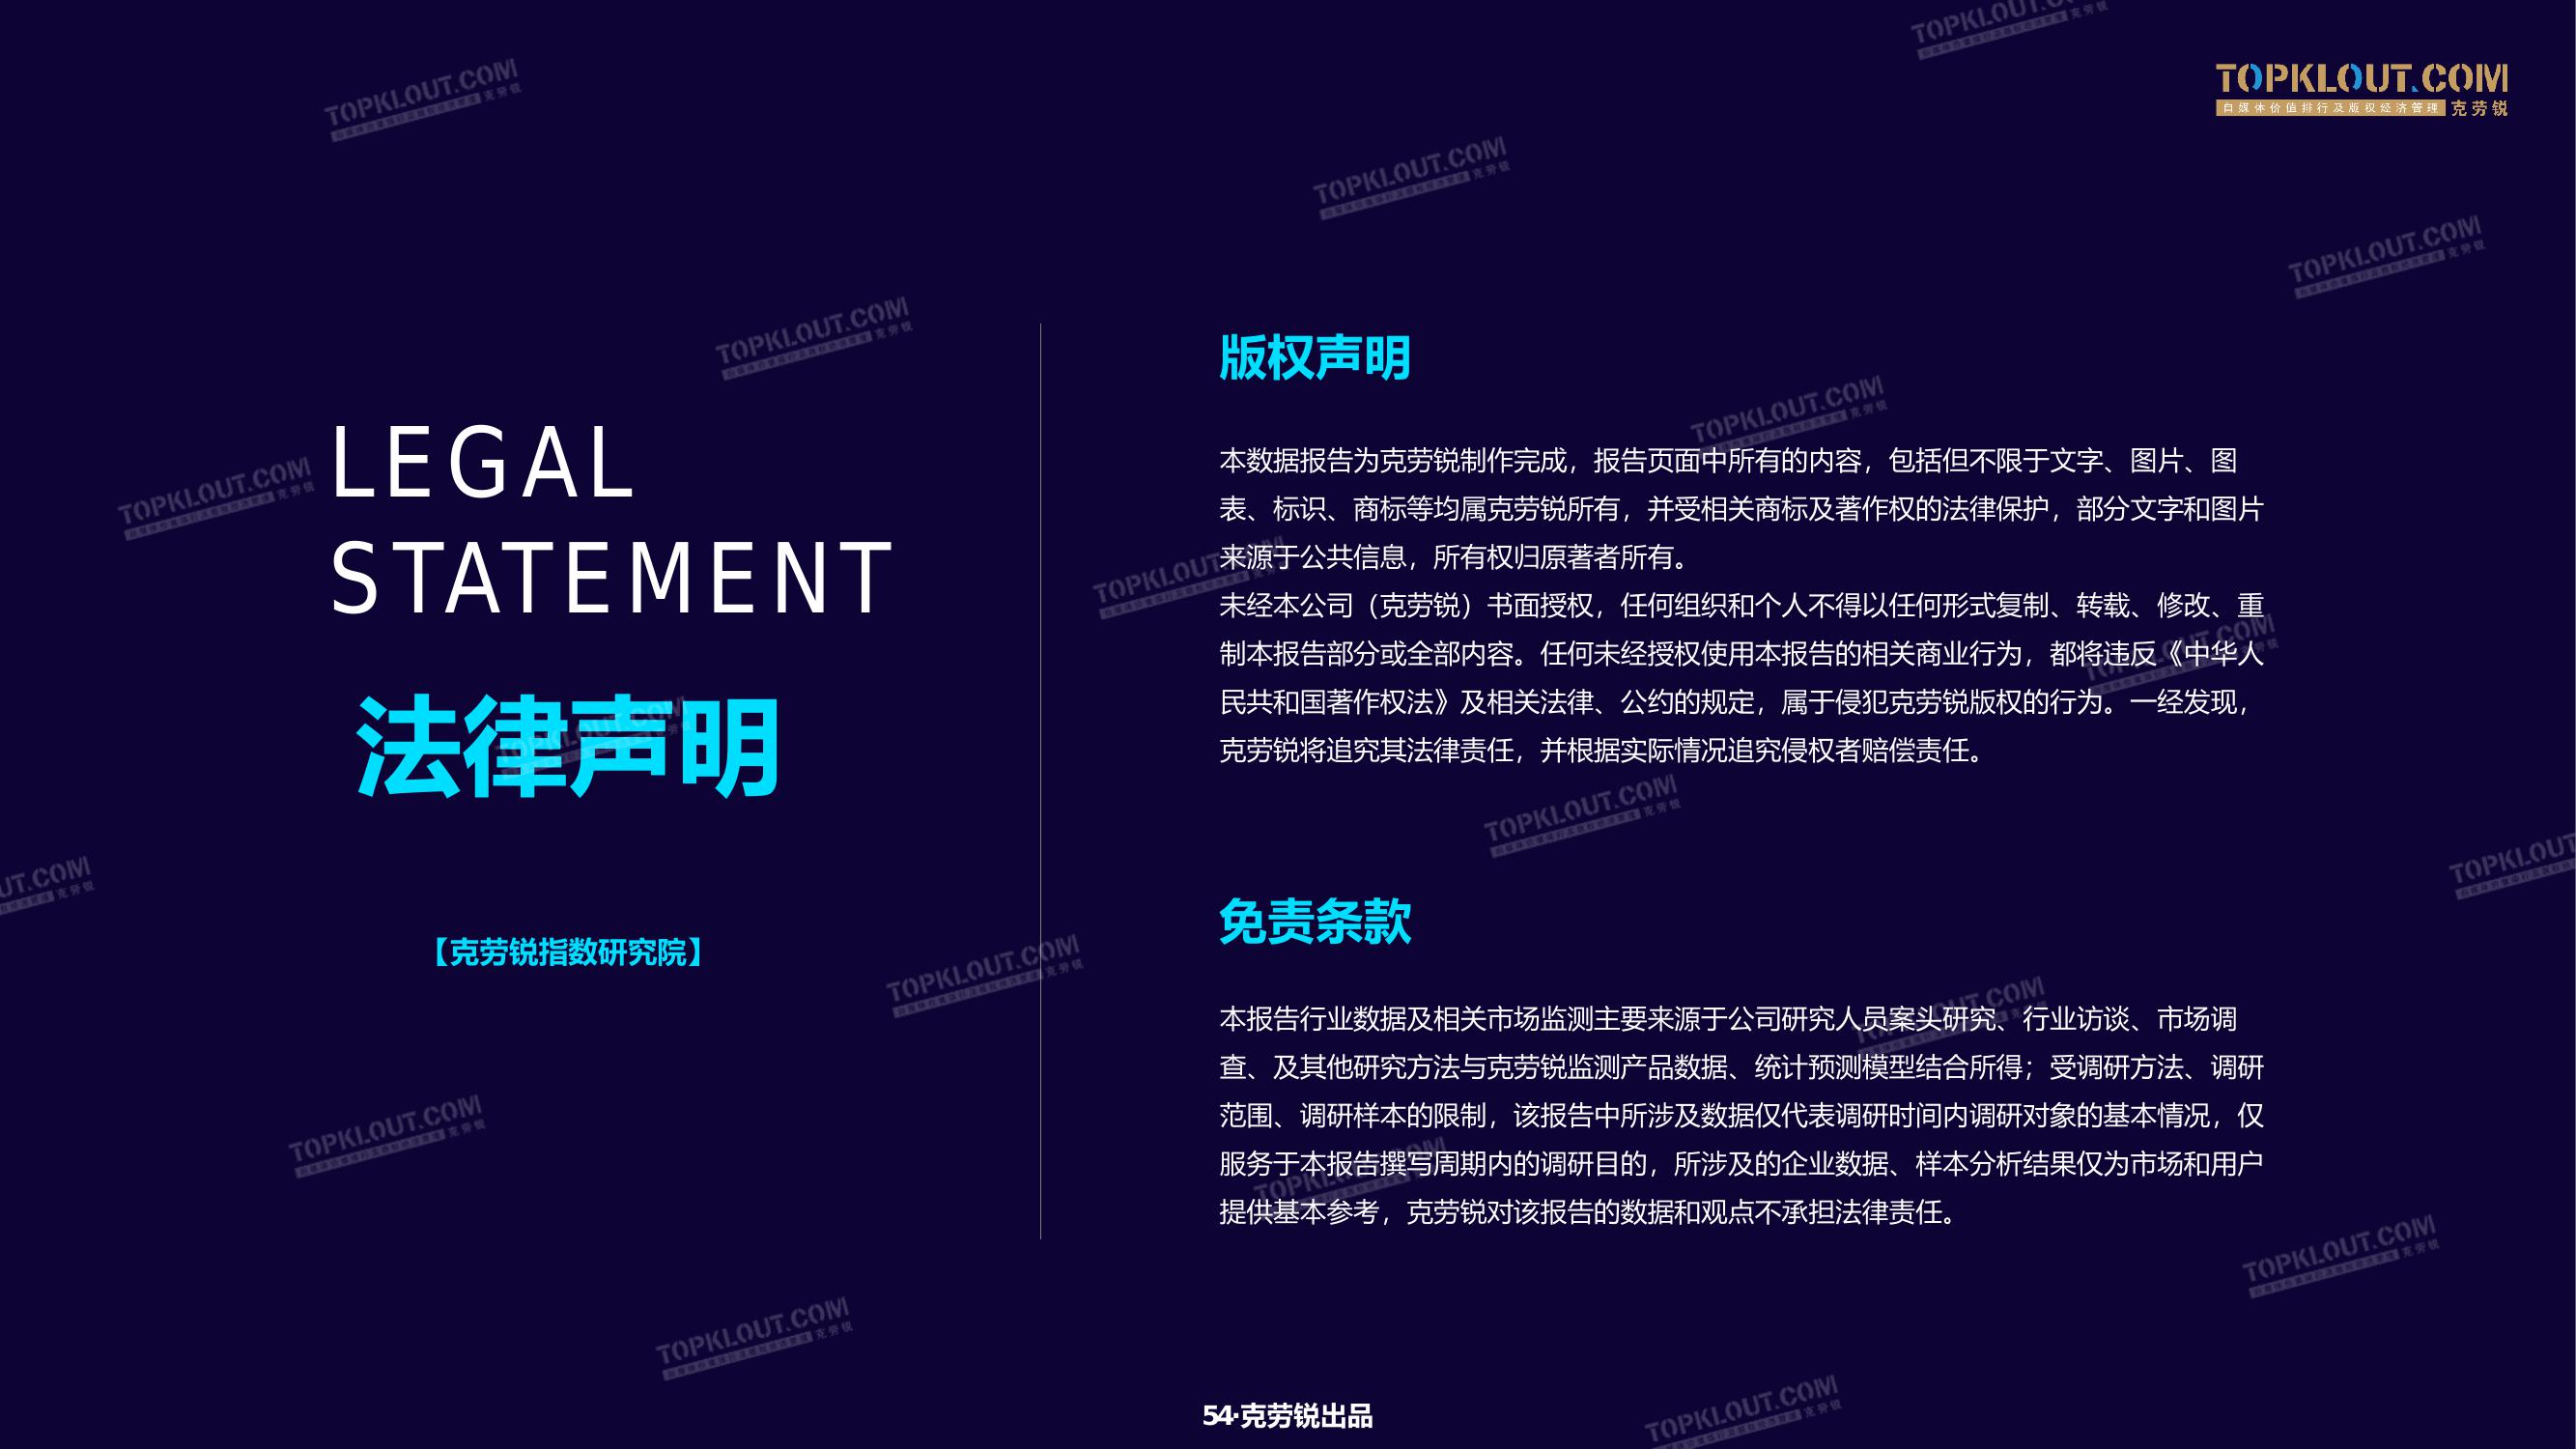 TOPKLOUT.COM
自媒体价值排行及版权经济管理 克劳锐
LEGAL
STATEMENT
法律声明
【克劳锐指数研究院】
版权声明
本数据报告为克劳锐制作完成，报告页面中所有的内容，包括但不限于文字、图片、图
表、标识、商标等均属克劳锐所有，并受相关商标及著作权的法律保护，部分文字和图片
来源于公共信息，所有权归原著者所有。
未经本公司（克劳锐）书面授权，任何组织和个人不得以任何形式复制、转载、修改、重
制本报告部分或全部内容。任何未经授权使用本报告的相关商业行为，都将违反《中华人
民共和国著作权法》及相关法律、公约的规定，属于侵犯克劳锐版权的行为。一经发现，
克劳锐将追究其法律责任，并根据实际情况追究侵权者赔偿责任。
免责条款
本报告行业数据及相关市场监测主要来源于公司研究人员案头研究、行业访谈、市场调
查、及其他研究方法与克劳锐监测产品数据、统计预测模型结合所得；受调研方法、调研
范围、调研样本的限制，该报告中所涉及数据仅代表调研时间内调研对象的基本情况，仅
服务于本报告撰写周期内的调研目的，所涉及的企业数据、样本分析结果仅为市场和用户
提供基本参考，克劳锐对该报告的数据和观点不承担法律责任。
54·克劳锐出品